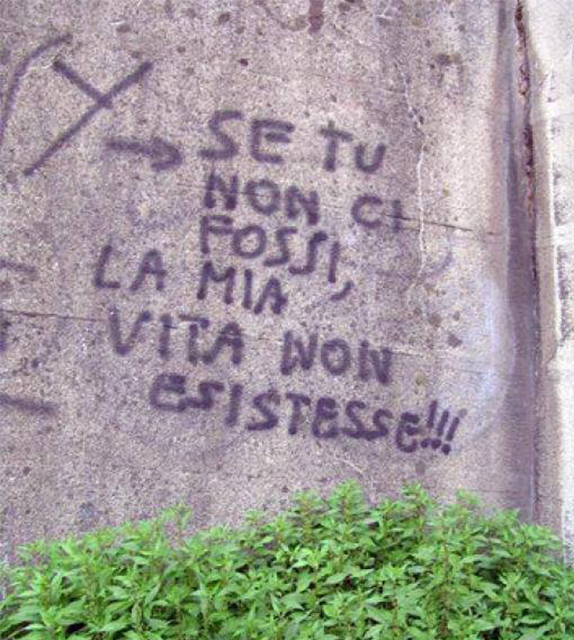 SE TU
NON CI
FOSSI,
LA MIA
VITA NON
ESISTESSE!!!